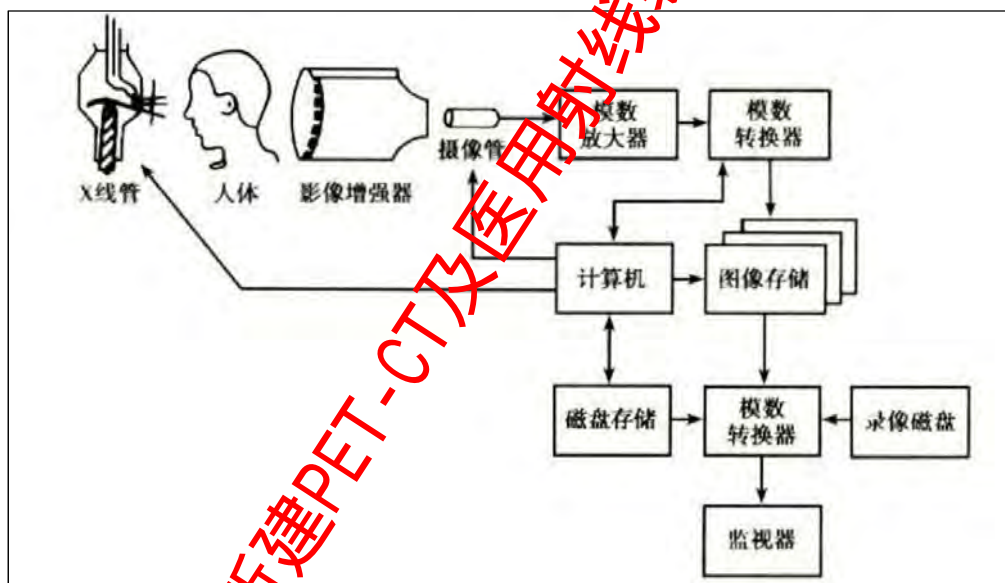 模数
放大器
模数
转换器
摄像管
X线管
人体
影像增强器
计算机
图像存储
磁盘存储
模数
转换器
录像磁盘
监视器
建PET-CT及医用射线